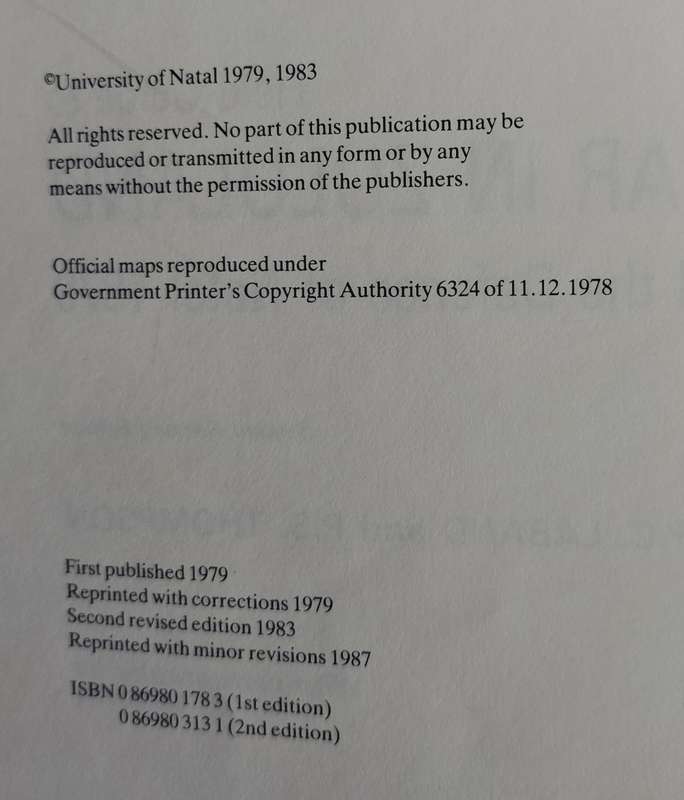 ©University of Natal 1979, 1983
All rights reserved. No part of this publication may be
reproduced or transmitted in any form or by any
means without the permission of the publishers.
Official maps reproduced under
Government Printer's Copyright Authority 6324 of 11.12.1978
First published 1979
Reprinted with corrections 1979
Second revised edition 1983
Reprinted with minor revisions 1987
ISBN 0 86980 178 3 (1st edition)
0 86980 313 1 (2nd edition)